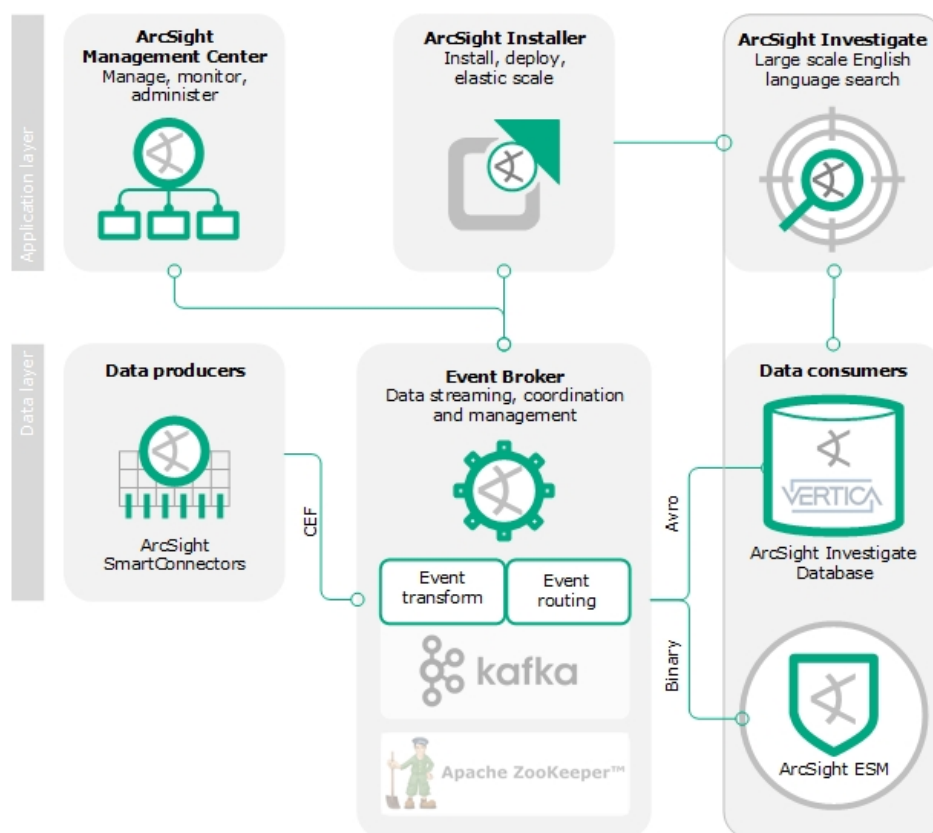 Application layer
ArcSight
Management Center
Manage, monitor,
administer
ArcSight Installer
Install, deploy,
elastic scale
ArcSight Investigate
Large scale English
language search
Data layer
Data producers
ArcSight
SmartConnectors
CEF
Event Broker
Data streaming, coordination
and management
Event
transform
Event
routing
kafka
Apache ZooKeeper™
Avro
Binary
Data consumers
VERTICA
ArcSight Investigate
Database
ArcSight ESM